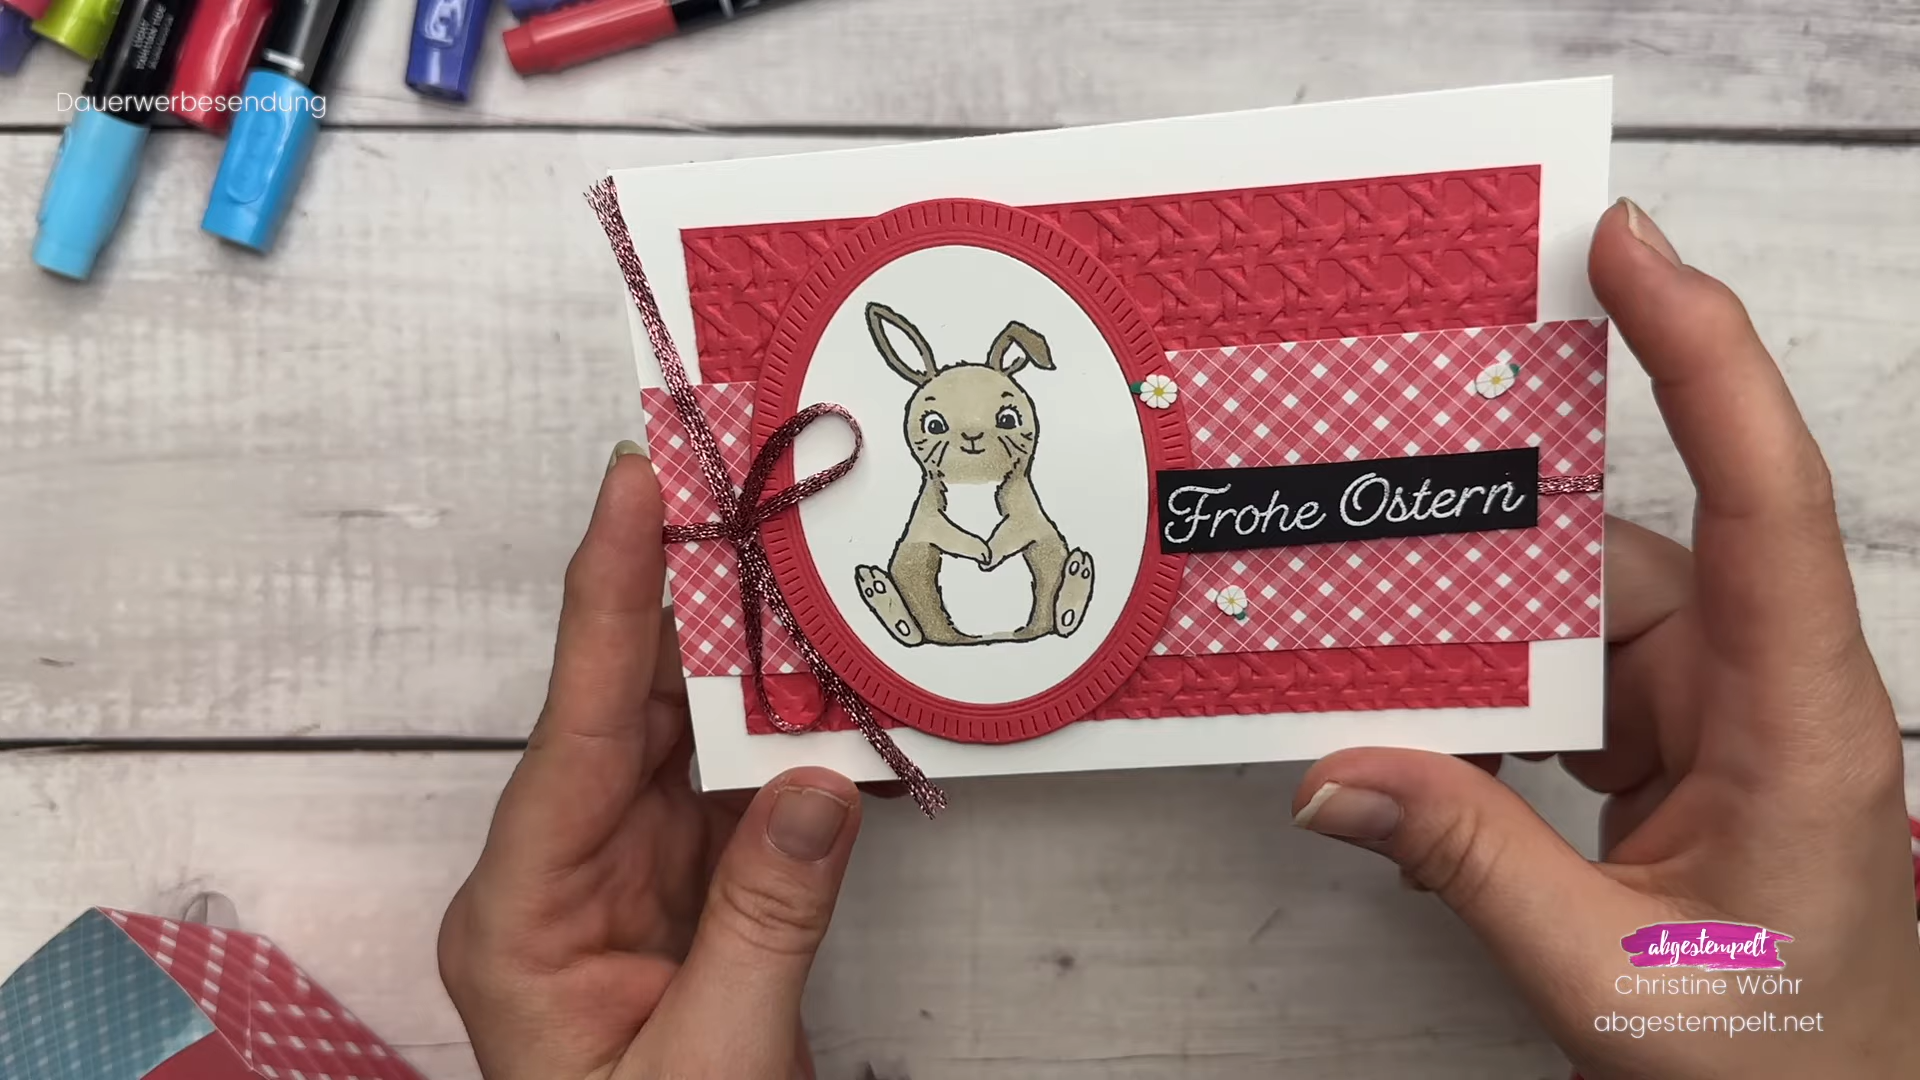 Dauerwerbesendung
Frohe Ostern
abgestempelt
Christine Wöhr
abgestempelt.net